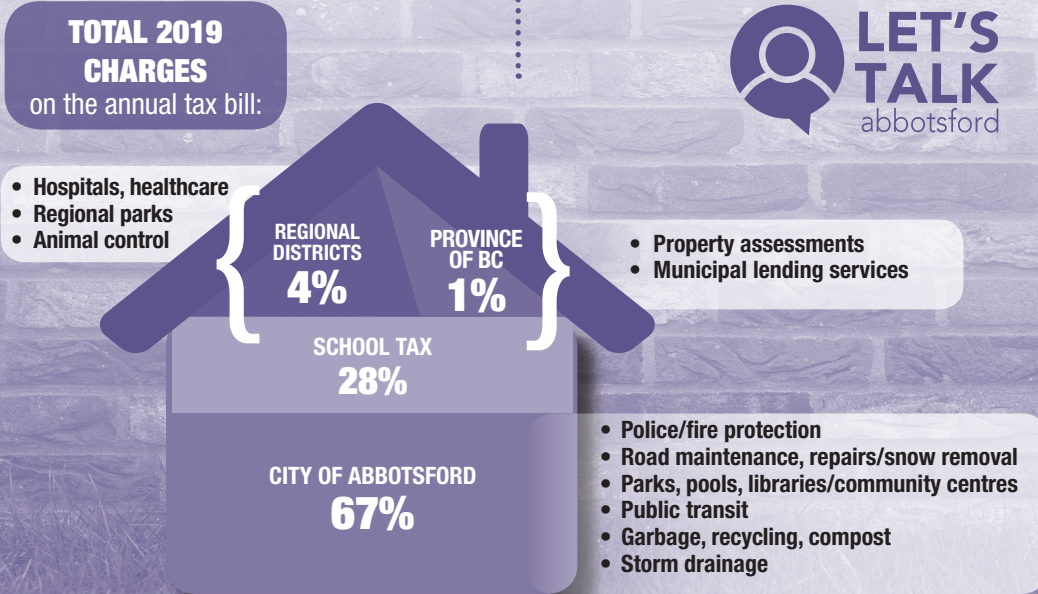 TOTAL 2019
CHARGES
on the annual tax bill:
LET'S
TALK
abbotsford
• Hospitals, healthcare
• Regional parks
• Animal control
{
REGIONAL
DISTRICTS
4%
PROVINCE
OF BC
1%
}
• Property assessments
• Municipal lending services
SCHOOL TAX
28%
CITY OF ABBOTSFORD
67%
• Police/fire protection
• Road maintenance, repairs/snow removal
• Parks, pools, libraries/community centres
• Public transit
• Garbage, recycling, compost
• Storm drainage